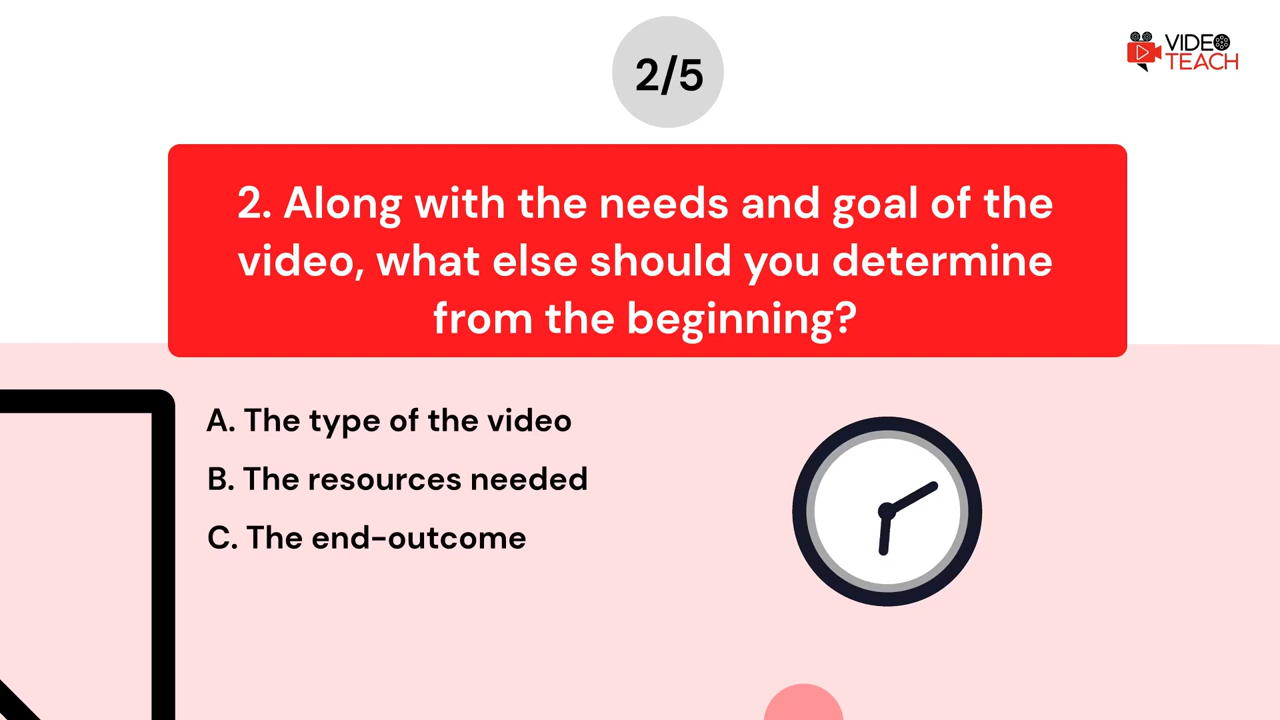 2/5
VIDEO
TEACH
2. Along with the needs and goal of the
video, what else should you determine
from the beginning?
A. The type of the video
B. The resources needed
C. The end-outcome